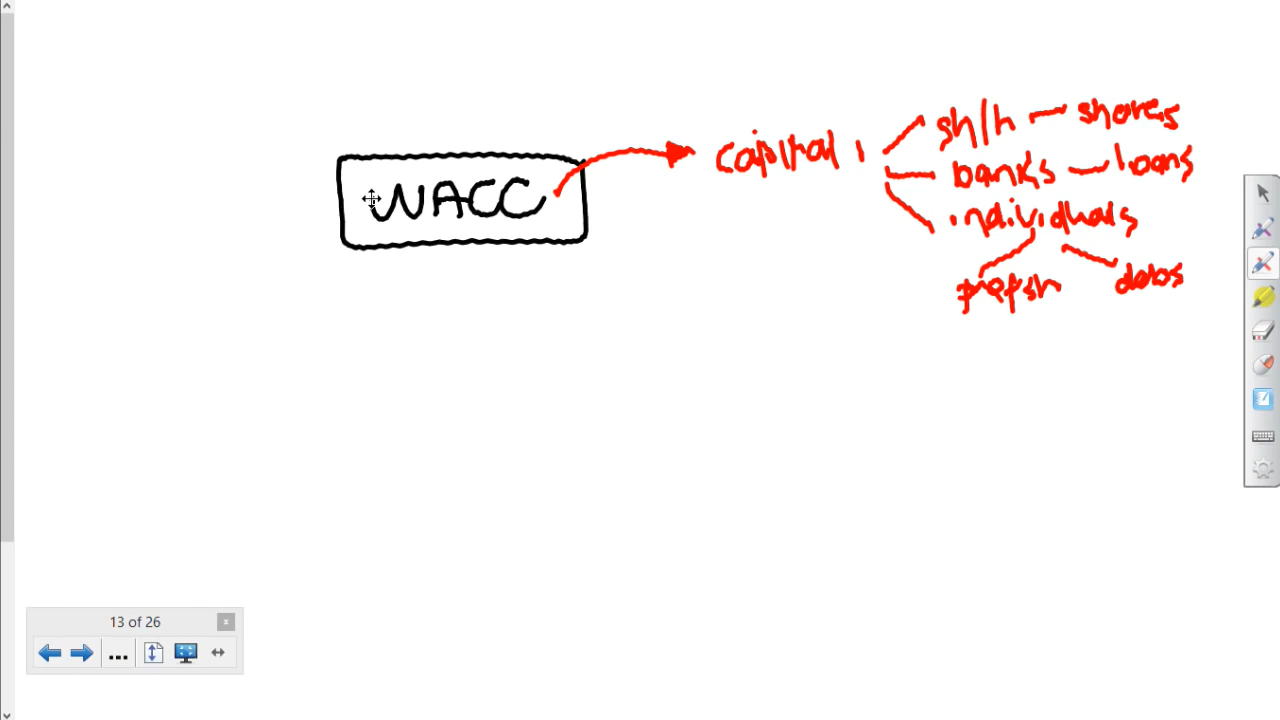 WACC
capital
sh/h — shares
banks — loans
individuals
prefsh
debs
13 of 26